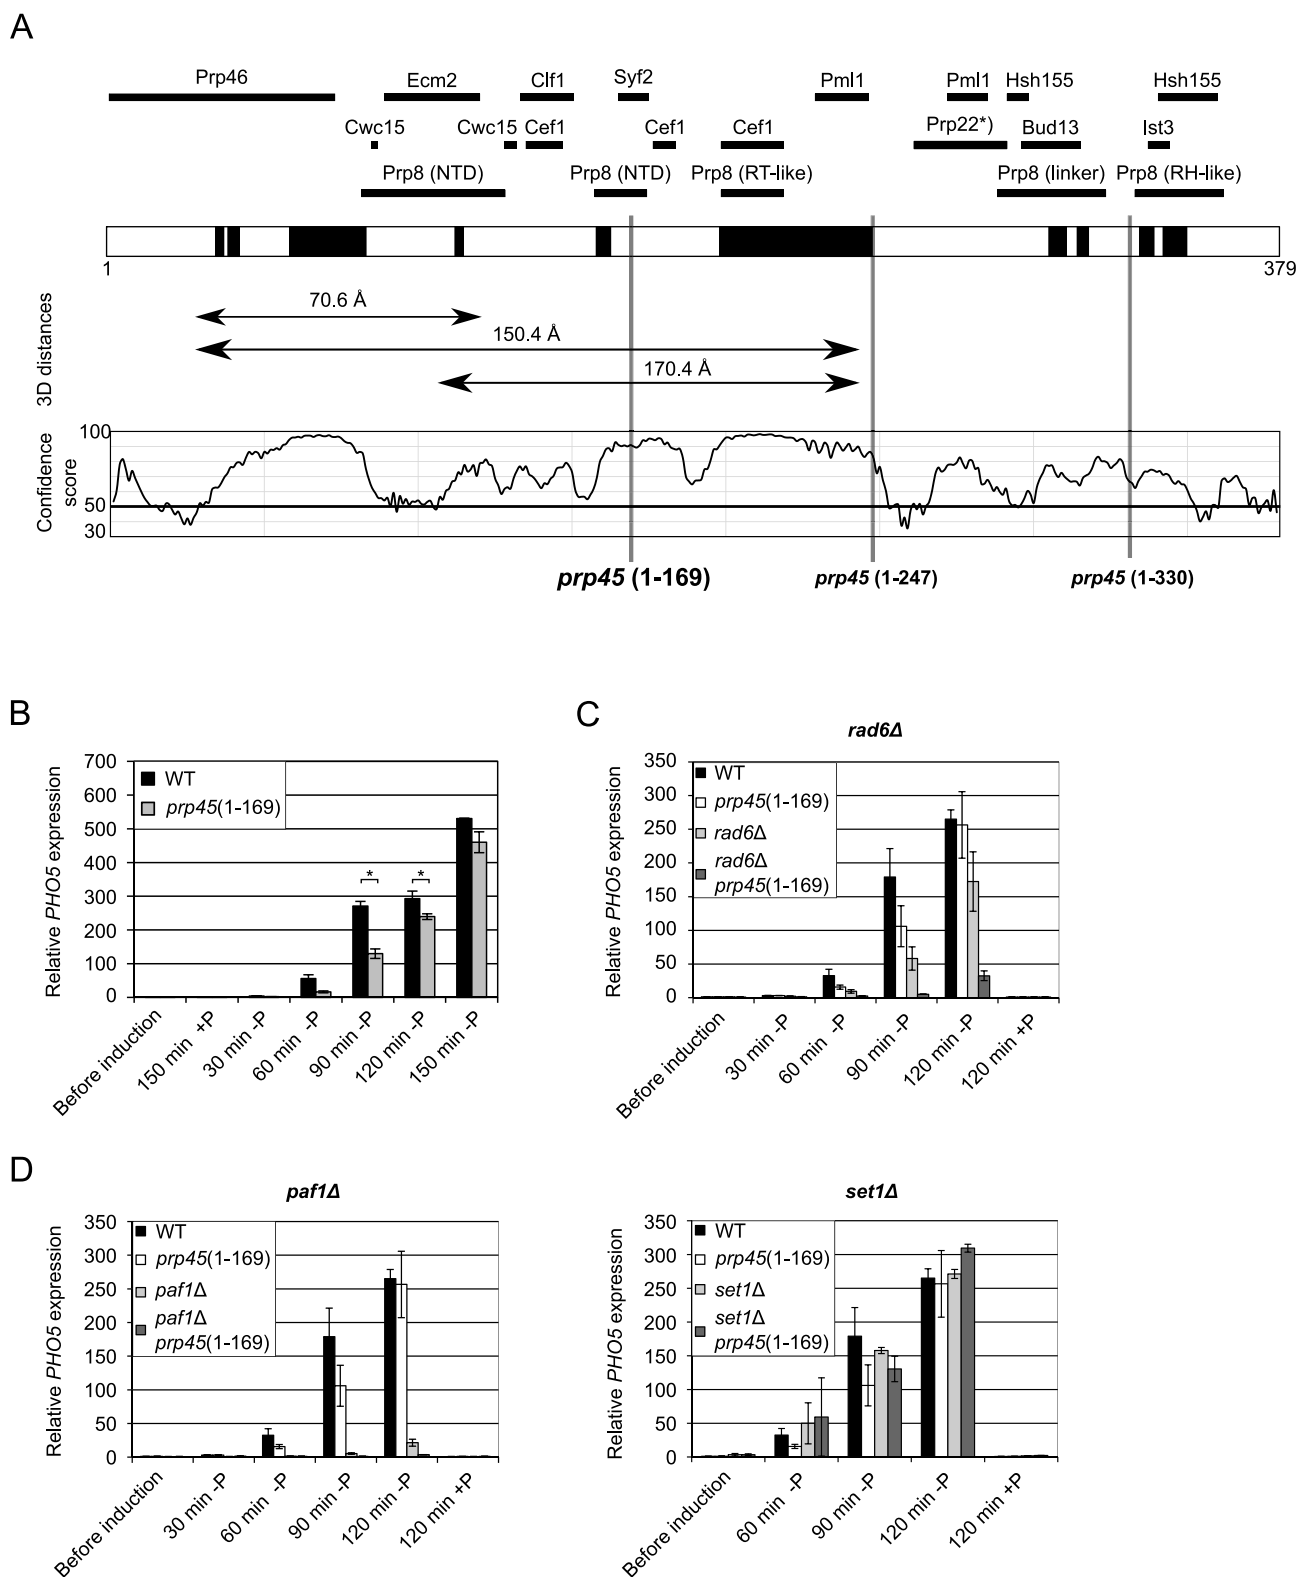 A
Prp46 Ecm2 Clf1 Syf2 Pml1 Pml1 Hsh155 Hsh155
Cwc15 Cwc15 Cef1 Cef1 Cef1 Prp22*) Bud13 Ist3
Prp8 (NTD) Prp8 (NTD) Prp8 (RT-like) Prp8 (linker) Prp8 (RH-like)
1 379
3D distances
70.6 Å
150.4 Å
170.4 Å
Confidence
score
100
50
30
prp45 (1-169) prp45 (1-247) prp45 (1-330)
B
Relative PHO5 expression
700
600
500
400
300
200
100
0
WT
prp45(1-169)
* *
Before induction
150 min +P
30 min -P
60 min -P
90 min -P
120 min -P
150 min -P
C
rad6Δ
Relative PHO5 expression
350
300
250
200
150
100
50
0
WT
prp45(1-169)
rad6Δ
rad6Δ
prp45(1-169)
Before induction
30 min -P
60 min -P
90 min -P
120 min -P
120 min +P
D
paf1Δ
Relative PHO5 expression
350
300
250
200
150
100
50
0
WT
prp45(1-169)
paf1Δ
paf1Δ
prp45(1-169)
Before induction
30 min -P
60 min -P
90 min -P
120 min -P
120 min +P
set1Δ
Relative PHO5 expression
350
300
250
200
150
100
50
0
WT
prp45(1-169)
set1Δ
set1Δ
prp45(1-169)
Before induction
60 min -P
90 min -P
120 min -P
120 min +P